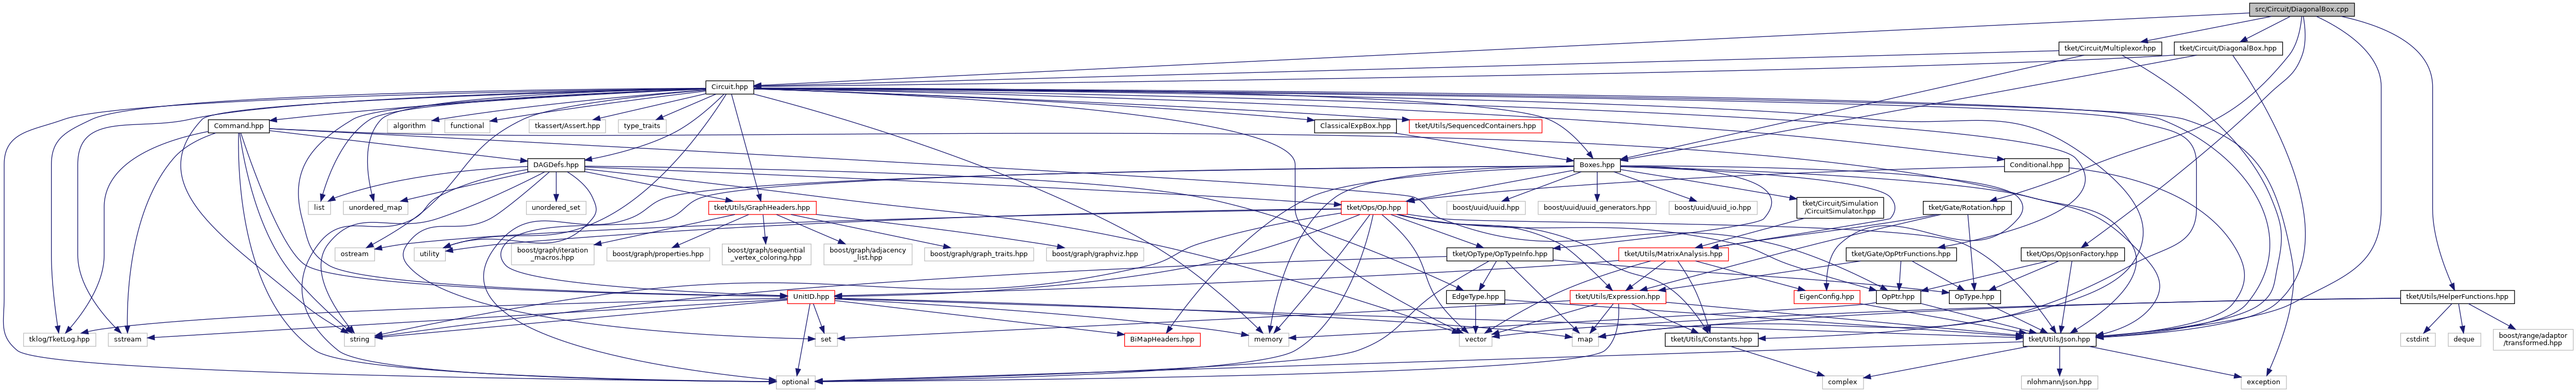 src/Circuit/DiagonalBox.cpp
tket/Circuit/Multiplexor.hpp
tket/Circuit/DiagonalBox.hpp
Circuit.hpp
Command.hpp
algorithm
functional
tkassert/Assert.hpp
type_traits
ClassicalExpBox.hpp
tket/Utils/SequencedContainers.hpp
DAGDefs.hpp
Boxes.hpp
Conditional.hpp
list
unordered_map
unordered_set
tket/Utils/GraphHeaders.hpp
tket/Ops/Op.hpp
boost/uuid/uuid.hpp
boost/uuid/uuid_generators.hpp
boost/uuid/uuid_io.hpp
tket/Circuit/Simulation
/CircuitSimulator.hpp
tket/Gate/Rotation.hpp
ostream
utility
boost/graph/iteration
_macros.hpp
boost/graph/properties.hpp
boost/graph/sequential
_vertex_coloring.hpp
boost/graph/adjacency
_list.hpp
boost/graph/graph_traits.hpp
boost/graph/graphviz.hpp
tket/OpType/OpTypeInfo.hpp
tket/Utils/MatrixAnalysis.hpp
tket/Gate/OpPtrFunctions.hpp
tket/Ops/OpJsonFactory.hpp
UnitID.hpp
EdgeType.hpp
tket/Utils/Expression.hpp
EigenConfig.hpp
OpPtr.hpp
OpType.hpp
tket/Utils/HelperFunctions.hpp
tklog/TketLog.hpp
sstream
string
set
BiMapHeaders.hpp
memory
vector
map
tket/Utils/Constants.hpp
tket/Utils/Json.hpp
cstdint
deque
boost/range/adaptor
/transformed.hpp
optional
complex
nlohmann/json.hpp
exception